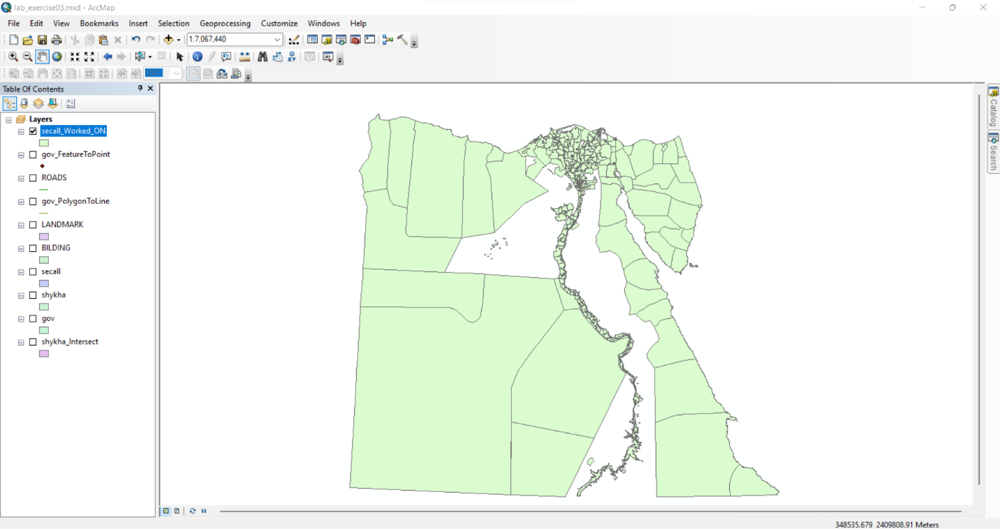 lab_exercise03.mxd - ArcMap
File Edit View Bookmarks Insert Selection Geoprocessing Customize Windows Help
1:7,067,440
XY
Table Of Contents
Layers
secall_Worked_ON
gov_FeatureToPoint
ROADS
gov_PolygonToLine
LANDMARK
BILDING
secall
shykha
gov
shykha_Intersect
Catalog
Search
348535.679 2409808.91 Meters